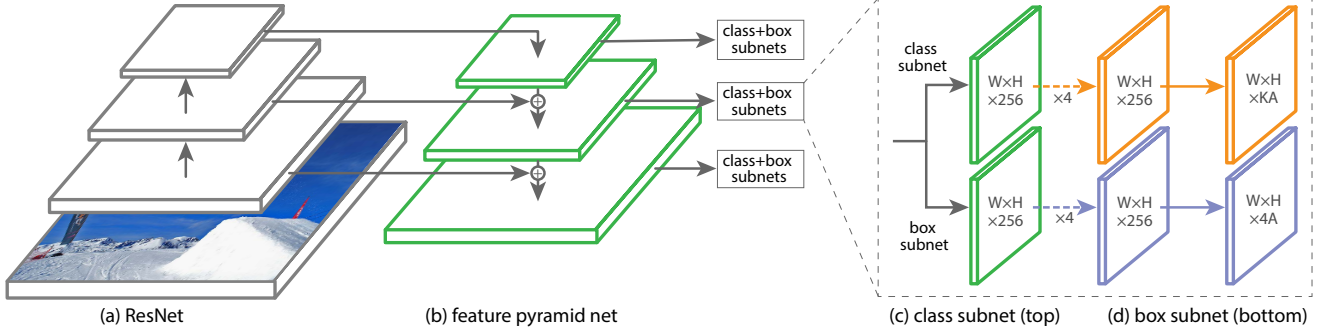 class+box
subnets
class+box
subnets
class+box
subnets
class
subnet
W×H
×256
×4
W×H
×256
W×H
×KA
box
subnet
W×H
×256
×4
W×H
×256
W×H
×4A
(a) ResNet
(b) feature pyramid net
(c) class subnet (top)
(d) box subnet (bottom)